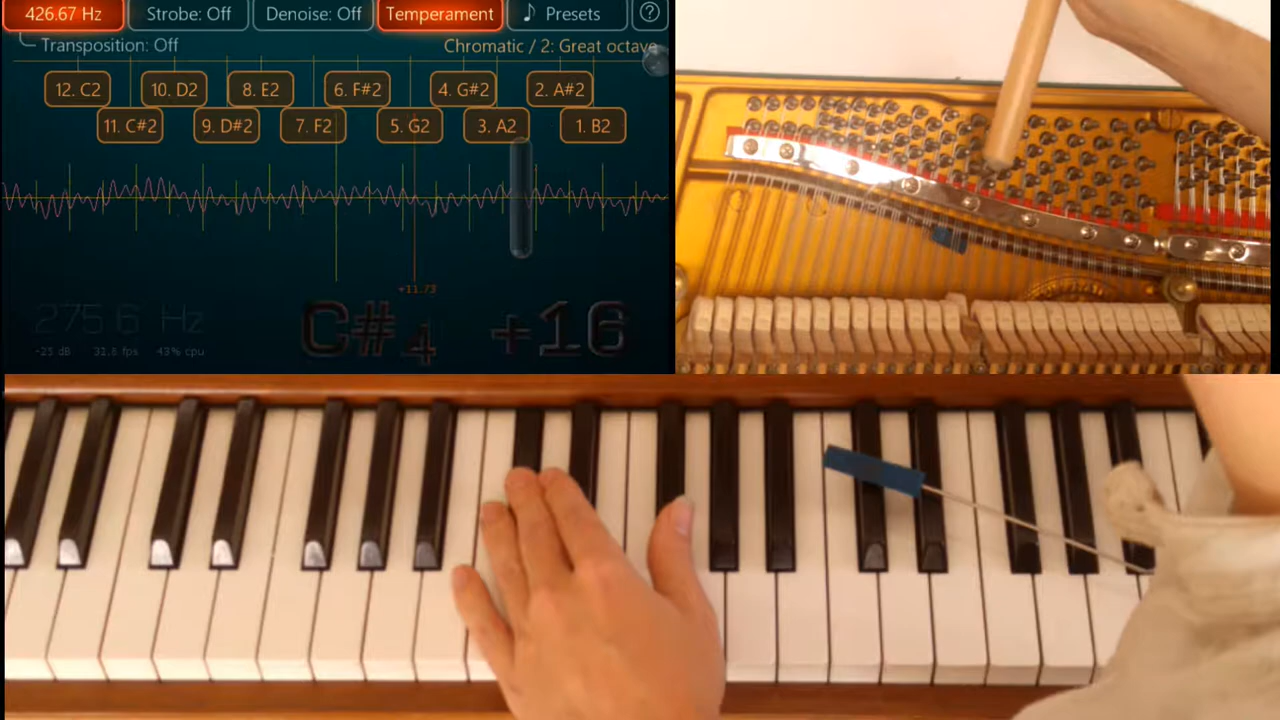 426.67 Hz Strobe: Off Denoise: Off Temperament Presets ?
Transposition: Off Chromatic / 2: Great octave
12. C2 10. D2 8. E2 6. F#2 4. G#2 2. A#2
11. C#2 9. D#2 7. F2 5. G2 3. A2 1. B2
+11.73
275.6 Hz C#4 +16
-25 dB 32.8 fps 43% cpu